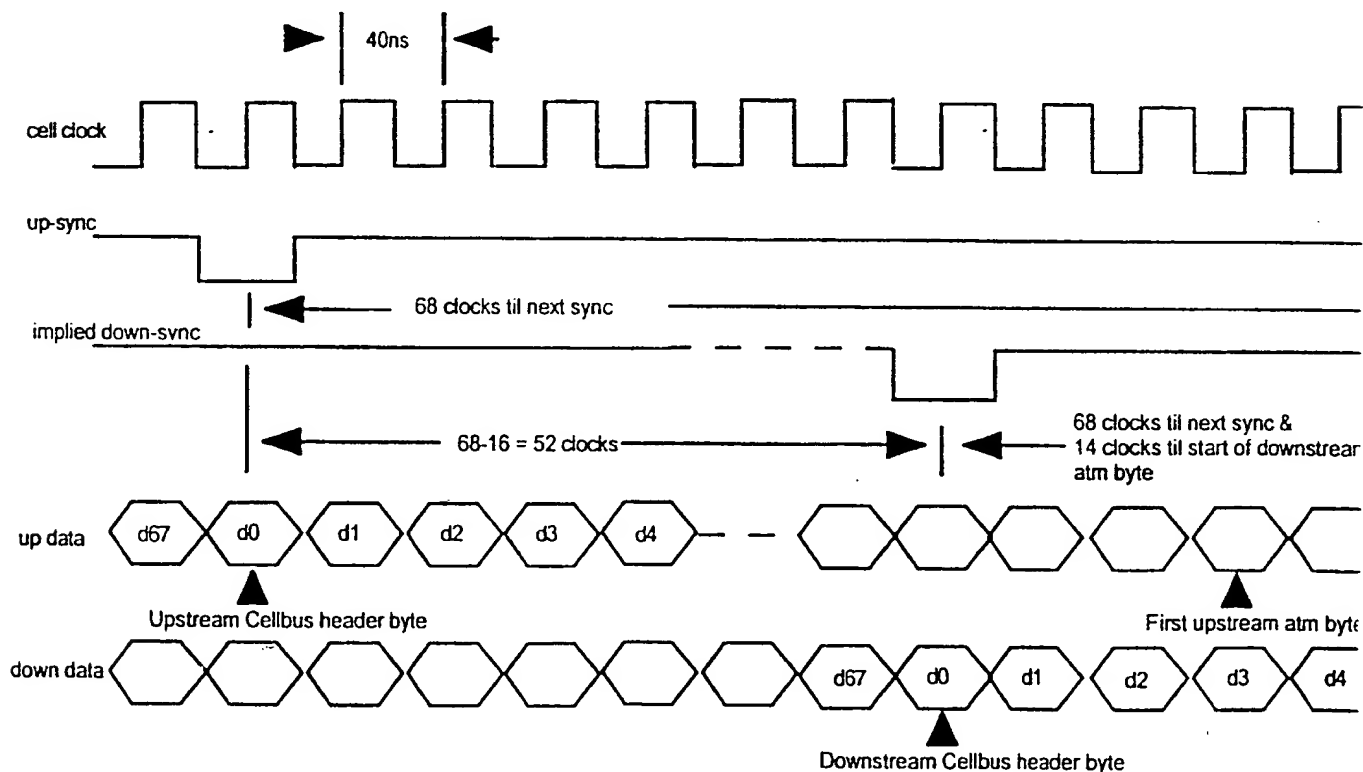 40ns
cell clock
up-sync
68 clocks til next sync
implied down-sync
68-16 = 52 clocks
68 clocks til next sync &
14 clocks til start of downstrear
atm byte
up data
d67 d0 d1 d2 d3 d4
Upstream Cellbus header byte
First upstream atm byte
down data
d67 d0 d1 d2 d3 d4
Downstream Cellbus header byte